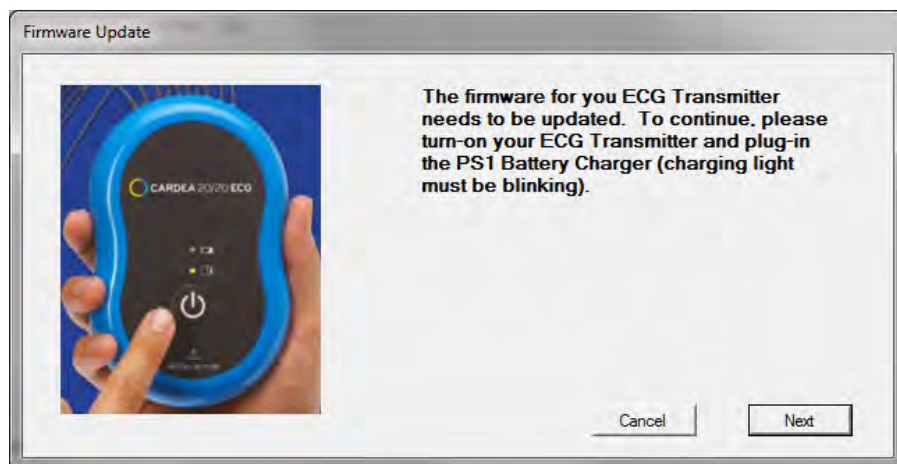 Firmware Update
The firmware for you ECG Transmitter
needs to be updated. To continue, please
turn-on your ECG Transmitter and plug-in
the PS1 Battery Charger (charging light
must be blinking).
CARDEA 20/20 ECG
Cancel
Next